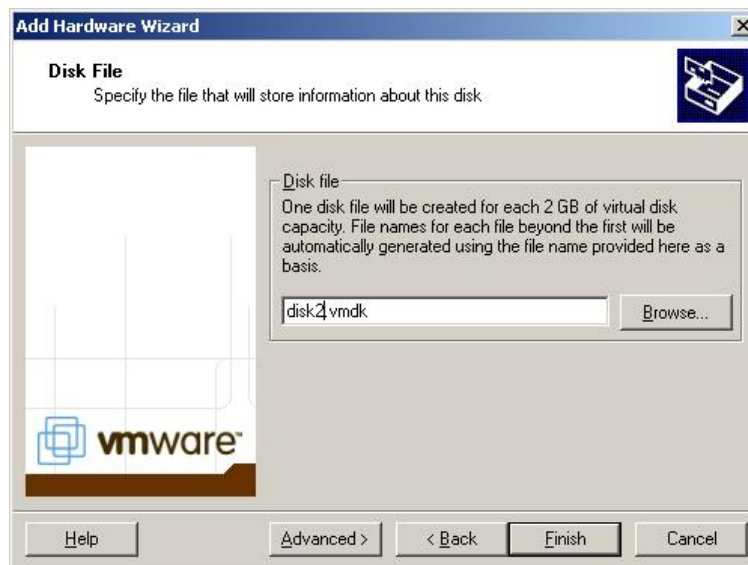 Add Hardware Wizard
Disk File
Specify the file that will store information about this disk
Disk file
One disk file will be created for each 2 GB of virtual disk
capacity. File names for each file beyond the first will be
automatically generated using the file name provided here as a
basis.
disk2.vmdk
Browse...
vmware™
Help
Advanced >
< Back
Finish
Cancel